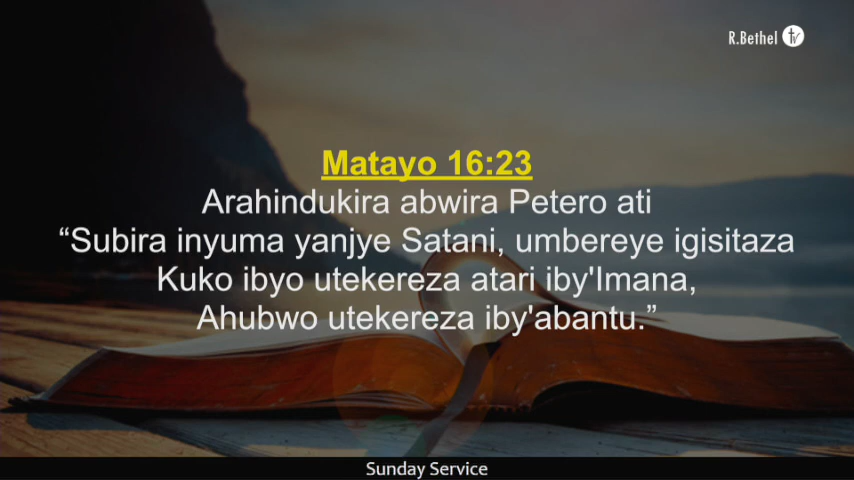 R.Bethel tv
Matayo 16:23
Arahindukira abwira Petero ati
“Subira inyuma yanjye Satani, umbereye igisitaza
Kuko ibyo utekereza atari iby'Imana,
Ahubwo utekereza iby'abantu.”
Sunday Service